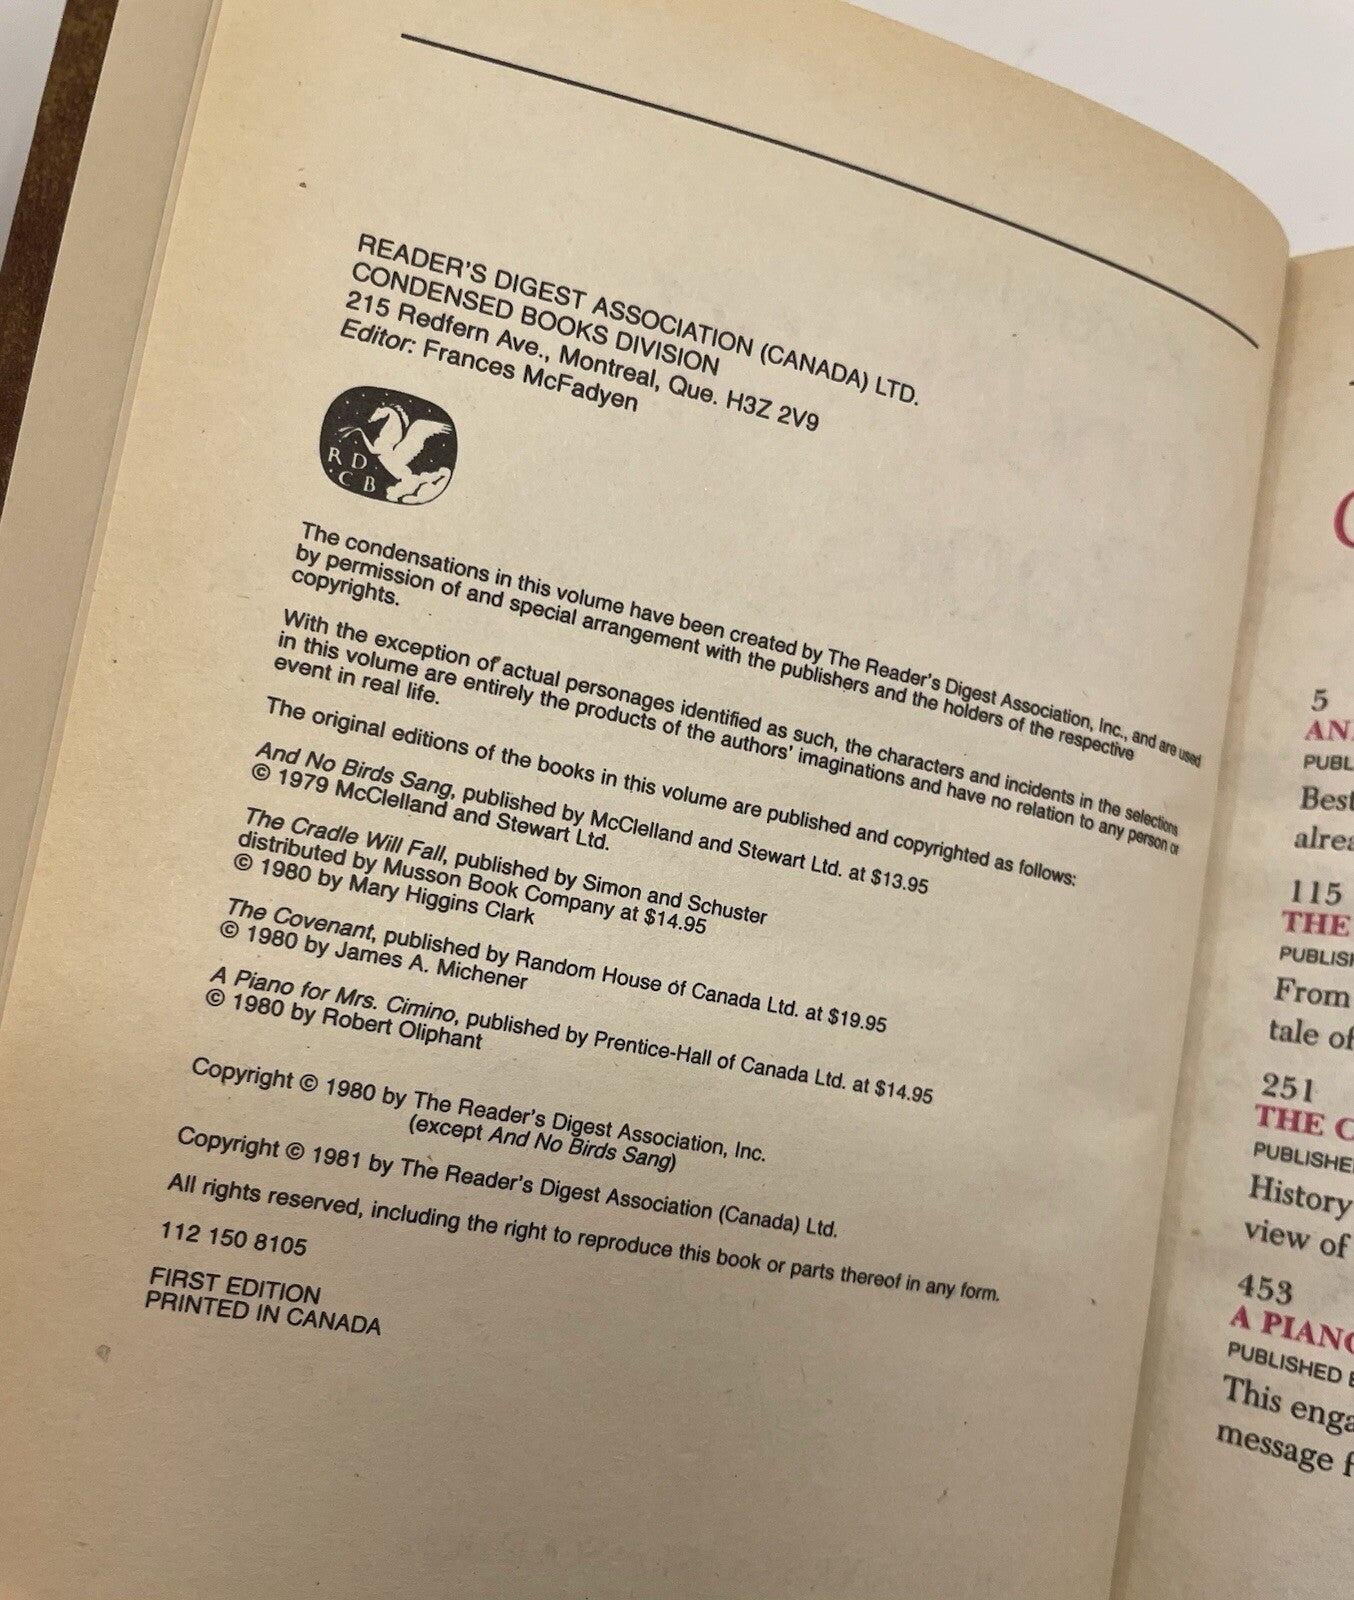 READER'S DIGEST ASSOCIATION (CANADA) LTD.
CONDENSED BOOKS DIVISION
215 Redfern Ave., Montreal, Que. H3Z 2V9
Editor: Frances McFadyen
R D
C B
The condensations in this volume have been created by The Reader's Digest Association, Inc., and are used
by permission of and special arrangement with the publishers and the holders of the respective
copyrights.
With the exception of actual personages identified as such, the characters and incidents in the selections
in this volume are entirely the products of the authors' imaginations and have no relation to any person or
event in real life.
The original editions of the books in this volume are published and copyrighted as follows:
And No Birds Sang, published by McClelland and Stewart Ltd. at $13.95
© 1979 McClelland and Stewart Ltd.
The Cradle Will Fall, published by Simon and Schuster
distributed by Musson Book Company at $14.95
© 1980 by Mary Higgins Clark
The Covenant, published by Random House of Canada Ltd. at $19.95
© 1980 by James A. Michener
A Piano for Mrs. Cimino, published by Prentice-Hall of Canada Ltd. at $14.95
© 1980 by Robert Oliphant
Copyright © 1980 by The Reader's Digest Association, Inc.
(except And No Birds Sang)
Copyright © 1981 by The Reader's Digest Association (Canada) Ltd.
All rights reserved, including the right to reproduce this book or parts thereof in any form.
112 150 8105
FIRST EDITION
PRINTED IN CANADA
5
AN
PUBL
Best
alrea
115
THE
PUBLISH
From
tale of
251
THE C
PUBLISHE
History
view of
453
A PIANO
PUBLISHED
This enga
message f